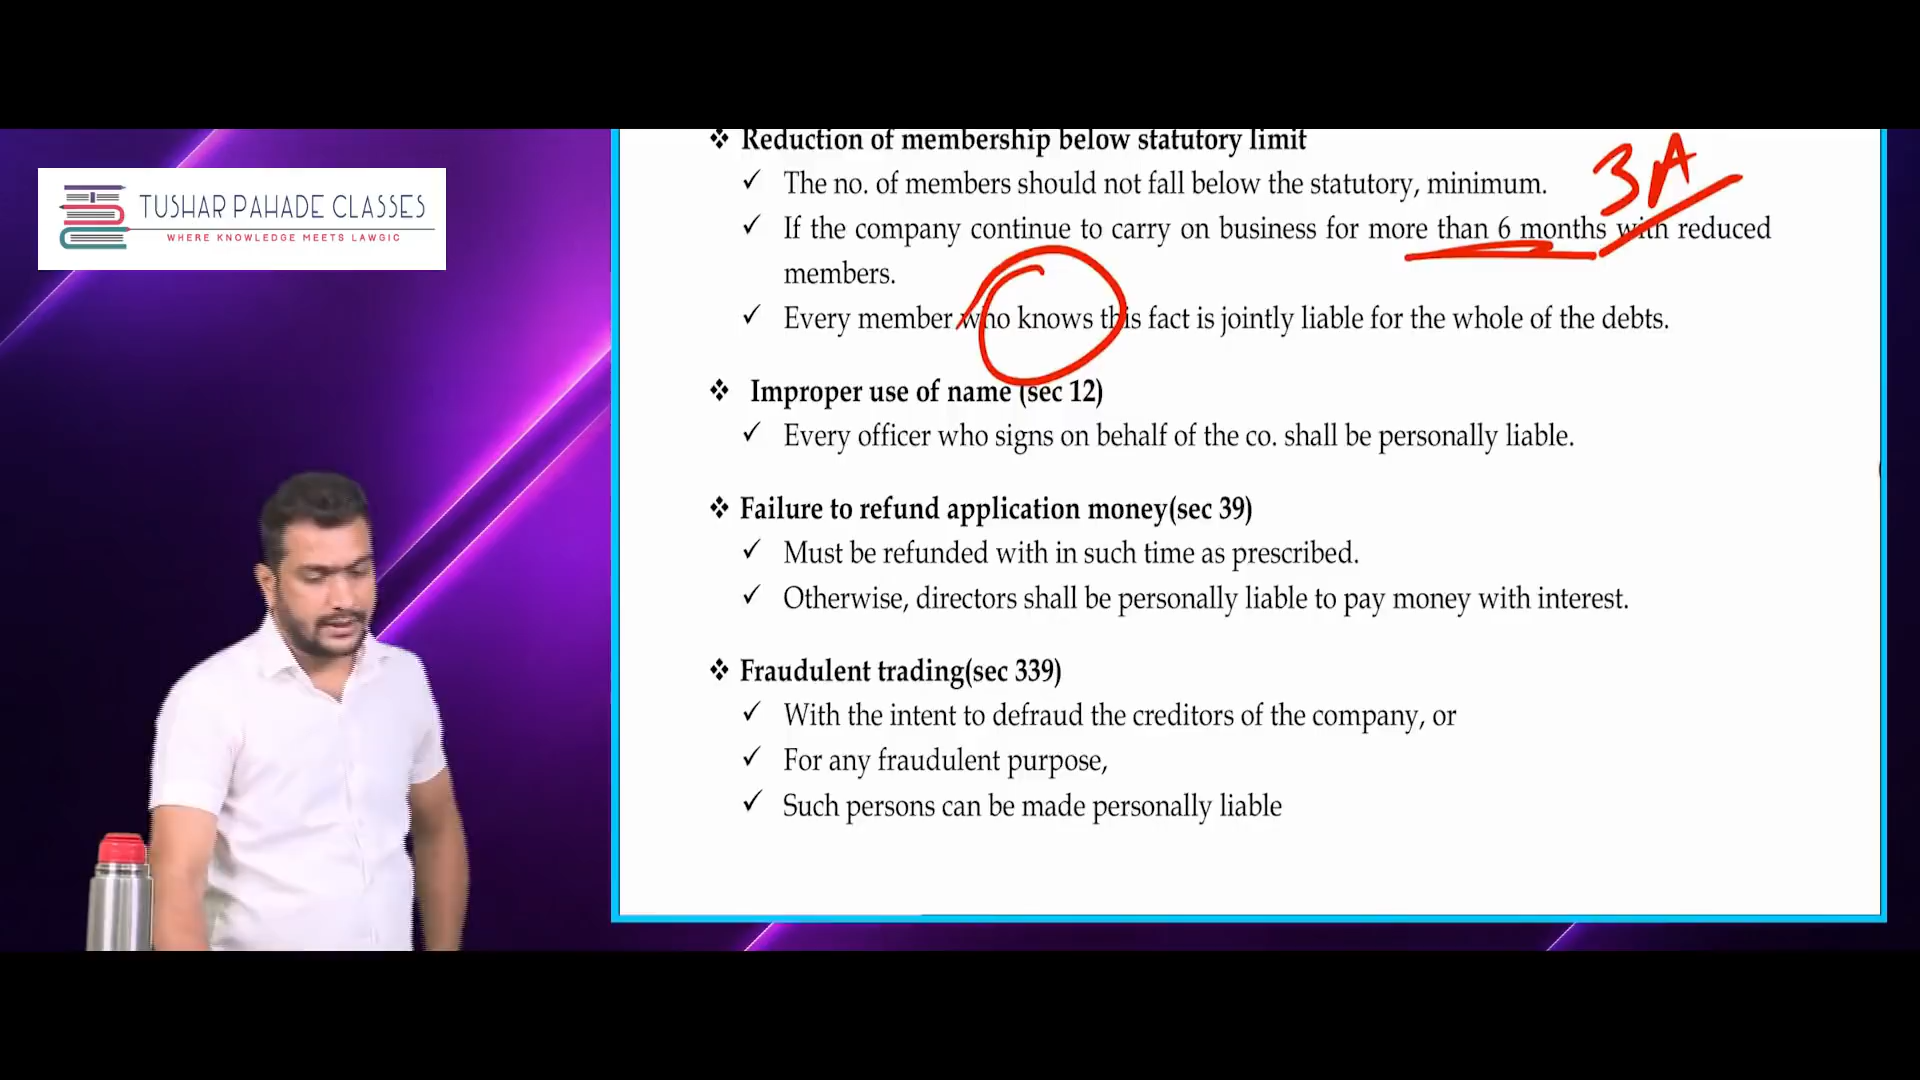 TUSHAR PAHADE CLASSES
WHERE KNOWLEDGE MEETS LAWGIC
❖ Reduction of membership below statutory limit
3A
✓ The no. of members should not fall below the statutory, minimum.
✓ If the company continue to carry on business for more than 6 months with reduced
members.
✓ Every member who knows this fact is jointly liable for the whole of the debts.
❖ Improper use of name (sec 12)
✓ Every officer who signs on behalf of the co. shall be personally liable.
❖ Failure to refund application money(sec 39)
✓ Must be refunded with in such time as prescribed.
✓ Otherwise, directors shall be personally liable to pay money with interest.
❖ Fraudulent trading(sec 339)
✓ With the intent to defraud the creditors of the company, or
✓ For any fraudulent purpose,
✓ Such persons can be made personally liable